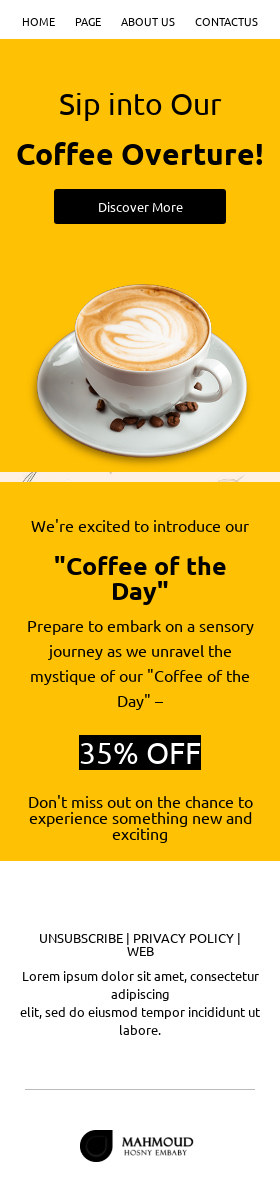 HOME PAGE ABOUT US CONTACTUS
Sip into Our
Coffee Overture!
Discover More
We're excited to introduce our
"Coffee of the
Day"
Prepare to embark on a sensory
journey as we unravel the
mystique of our "Coffee of the
Day" –
35% OFF
Don't miss out on the chance to
experience something new and
exciting
UNSUBSCRIBE | PRIVACY POLICY |
WEB
Lorem ipsum dolor sit amet, consectetur
adipiscing
elit, sed do eiusmod tempor incididunt ut
labore.
MAHMOUD
HOSNY EMBABY